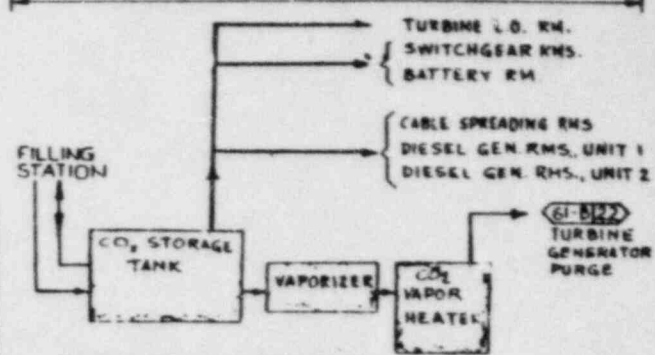 TURBINE L.O. RM.
SWITCHGEAR RMS.
BATTERY RM
CABLE SPREADING RMS
DIESEL GEN. RMS., UNIT 1
DIESEL GEN. RMS., UNIT 2
FILLING
STATION
CO₂ STORAGE
TANK
VAPORIZER
CO₂
VAPOR
HEATER
61-B 22
TURBINE
GENERATOR
PURGE